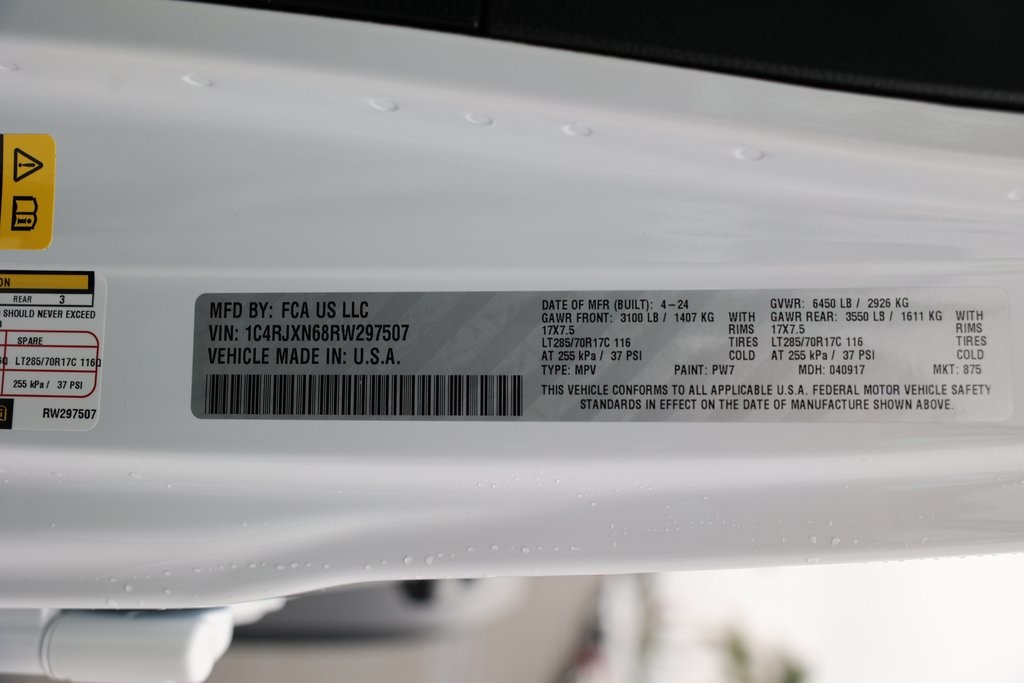 ON
REAR 3
SHOULD NEVER EXCEED
SPARE
LT285/70R17C 116Q
255 kPa / 37 PSI
RW297507
MFD BY: FCA US LLC
VIN: 1C4RJXN68RW297507
VEHICLE MADE IN: U.S.A.
DATE OF MFR (BUILT): 4-24 GVWR: 6450 LB / 2926 KG
GAWR FRONT: 3100 LB / 1407 KG WITH GAWR REAR: 3550 LB / 1611 KG WITH
17X7.5 RIMS 17X7.5 RIMS
LT285/70R17C 116 TIRES LT285/70R17C 116 TIRES
AT 255 kPa / 37 PSI COLD AT 255 kPa / 37 PSI COLD
TYPE: MPV PAINT: PW7 MDH: 040917 MKT: 875
THIS VEHICLE CONFORMS TO ALL APPLICABLE U.S.A. FEDERAL MOTOR VEHICLE SAFETY
STANDARDS IN EFFECT ON THE DATE OF MANUFACTURE SHOWN ABOVE.